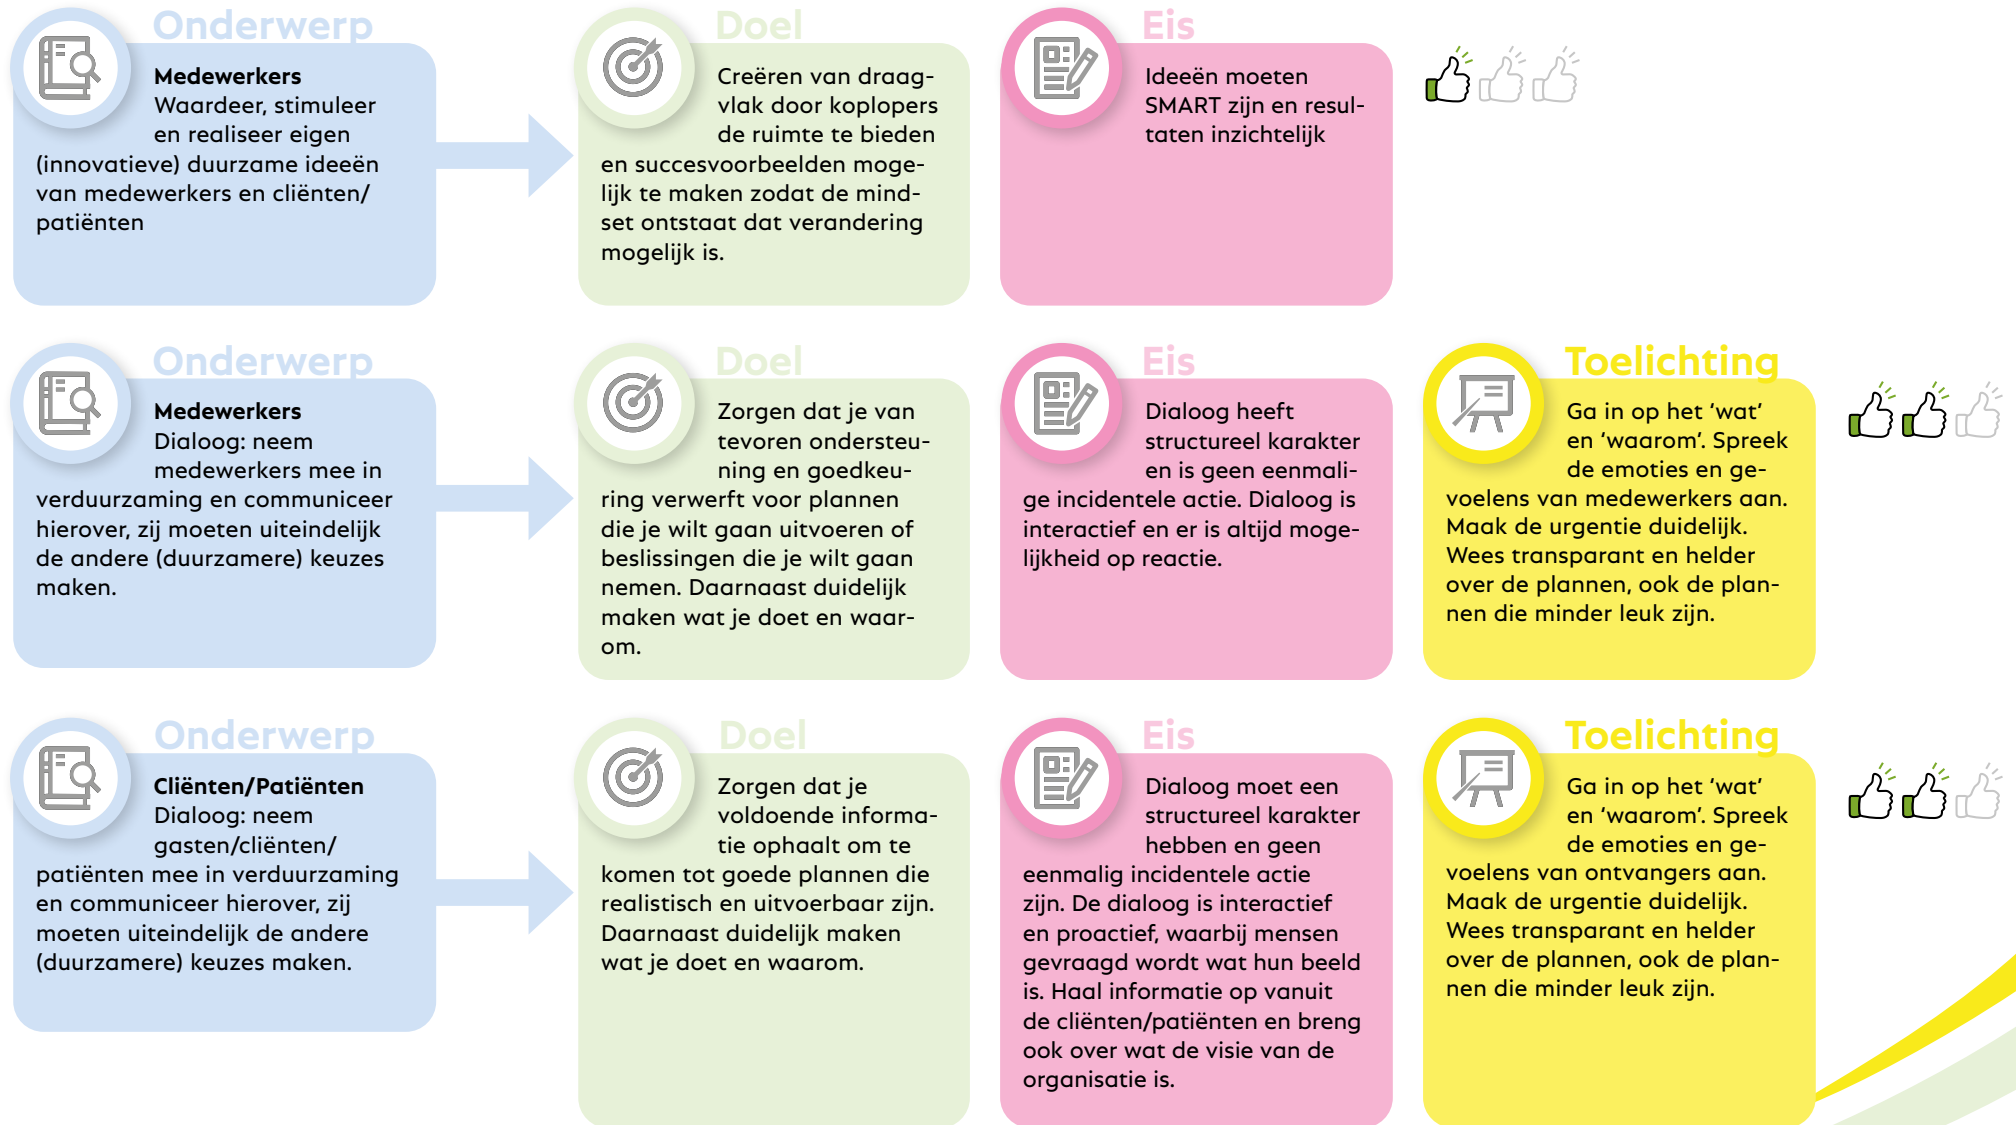 Onderwerp
Medewerkers
Waardeer, stimuleer
en realiseer eigen
(innovatieve) duurzame ideeën
van medewerkers en cliënten/
patiënten
Doel
Creëren van draag-
vlak door koplopers
de ruimte te bieden
en succesvoorbeelden moge-
lijk te maken zodat de mind-
set ontstaat dat verandering
mogelijk is.
Eis
Ideeën moeten
SMART zijn en resul-
taten inzichtelijk
Onderwerp
Medewerkers
Dialoog: neem
medewerkers mee in
verduurzaming en communiceer
hierover, zij moeten uiteindelijk
de andere (duurzamere) keuzes
maken.
Doel
Zorgen dat je van
tevoren ondersteu-
ning en goedkeu-
ring verwerft voor plannen
die je wilt gaan uitvoeren of
beslissingen die je wilt gaan
nemen. Daarnaast duidelijk
maken wat je doet en waar-
om.
Eis
Dialoog heeft
structureel karakter
en is geen eenmali-
ge incidentele actie. Dialoog is
interactief en er is altijd moge-
lijkheid op reactie.
Toelichting
Ga in op het ‘wat’
en ‘waarom’. Spreek
de emoties en ge-
voelens van medewerkers aan.
Maak de urgentie duidelijk.
Wees transparant en helder
over de plannen, ook de plan-
nen die minder leuk zijn.
Onderwerp
Cliënten/Patiënten
Dialoog: neem
gasten/cliënten/
patiënten mee in verduurzaming
en communiceer hierover, zij
moeten uiteindelijk de andere
(duurzamere) keuzes maken.
Doel
Zorgen dat je
voldoende informa-
tie ophaalt om te
komen tot goede plannen die
realistisch en uitvoerbaar zijn.
Daarnaast duidelijk maken
wat je doet en waarom.
Eis
Dialoog moet een
structureel karakter
hebben en geen
eenmalig incidentele actie
zijn. De dialoog is interactief
en proactief, waarbij mensen
gevraagd wordt wat hun beeld
is. Haal informatie op vanuit
de cliënten/patiënten en breng
ook over wat de visie van de
organisatie is.
Toelichting
Ga in op het ‘wat’
en ‘waarom’. Spreek
de emoties en ge-
voelens van ontvangers aan.
Maak de urgentie duidelijk.
Wees transparant en helder
over de plannen, ook de plan-
nen die minder leuk zijn.